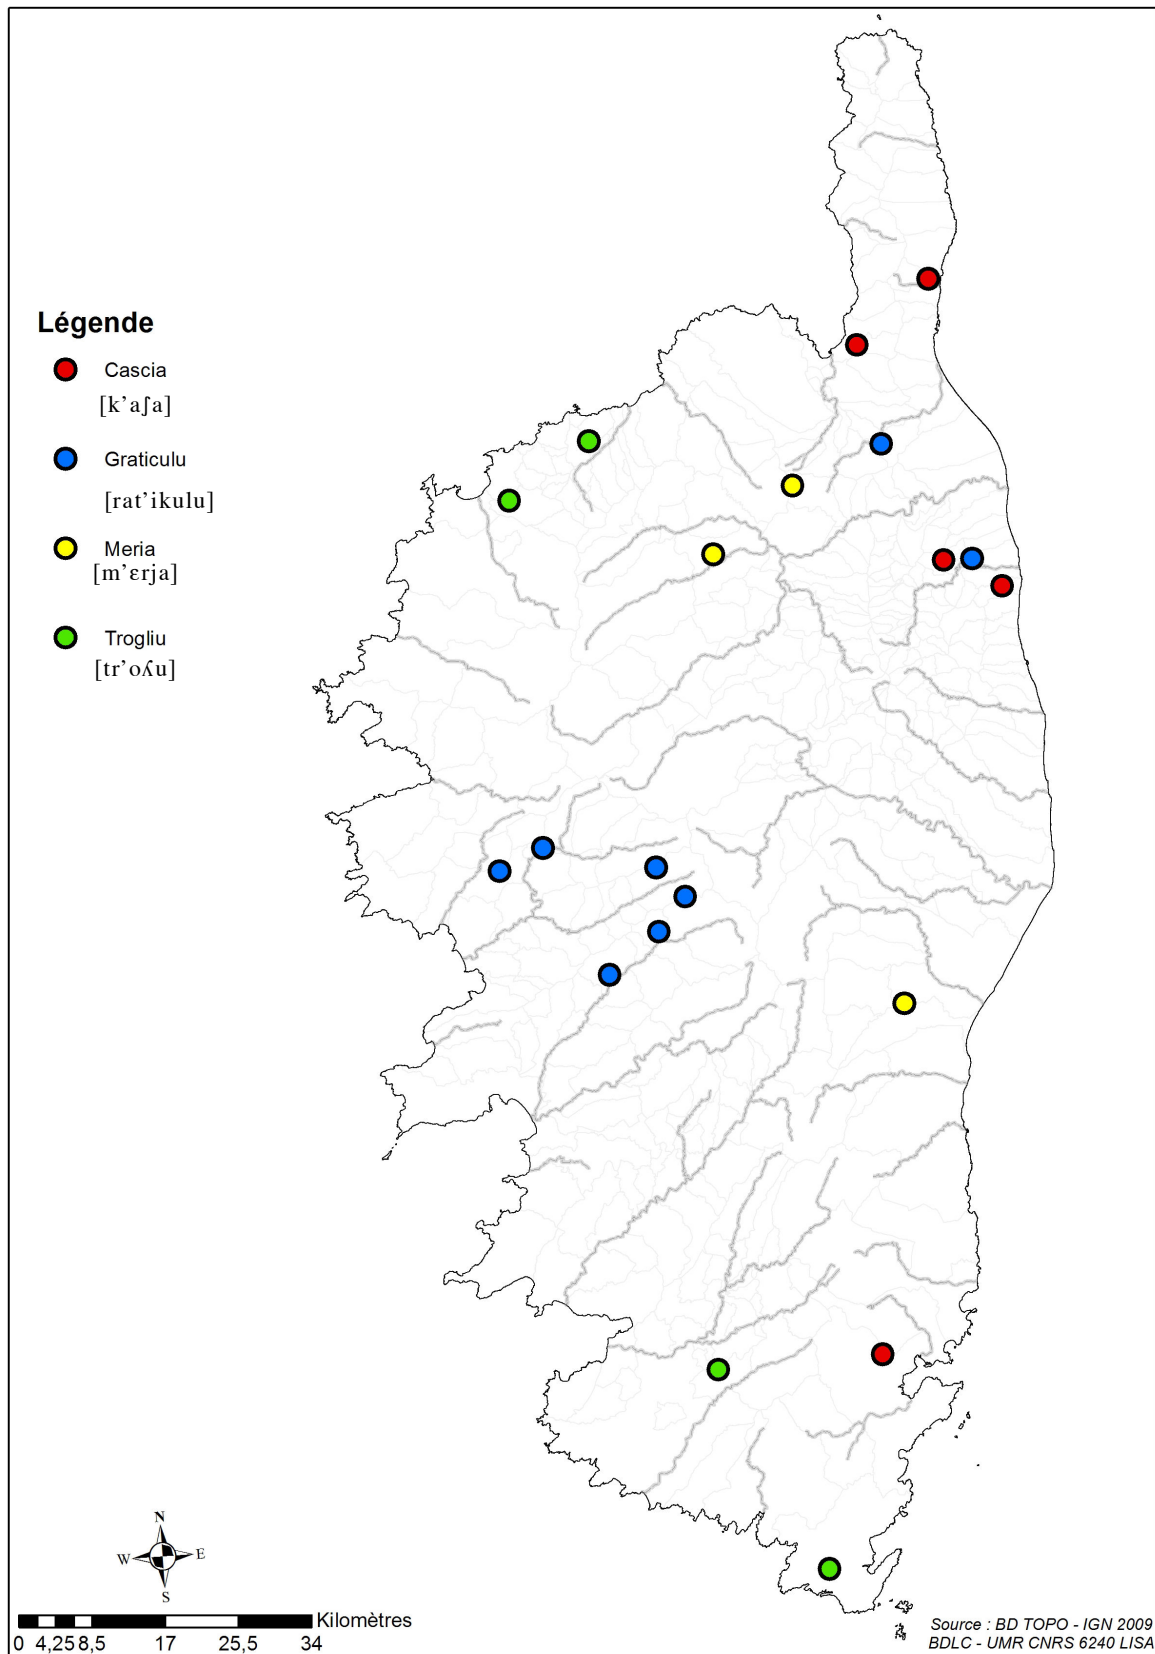 Légende
Cascia
[k’aʃa]
Graticulu
[rat’ikulu]
Meria
[m’ɛrja]
Trogliu
[tr’oʎu]
N
W E
S
Kilomètres
0 4,25 8,5 17 25,5 34
Source : BD TOPO - IGN 2009
BDLC - UMR CNRS 6240 LISA